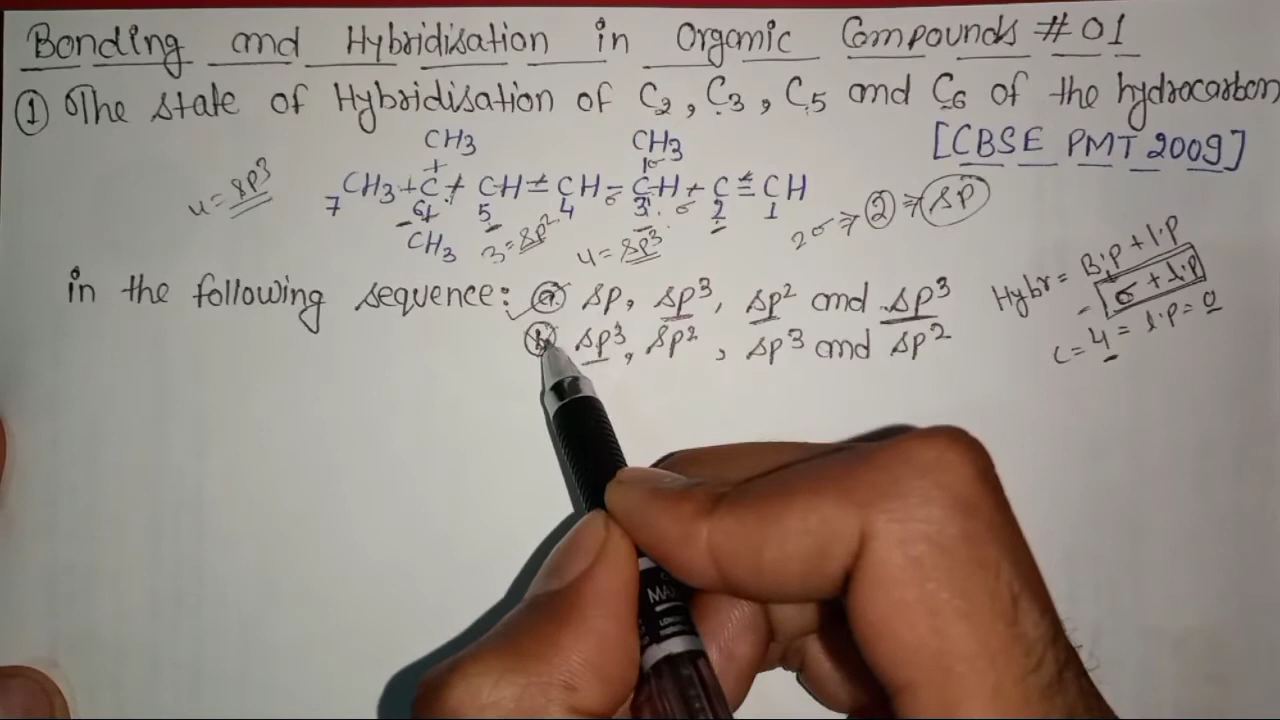 Bonding and Hybridisation in Organic Compounds #01
① The state of Hybridisation of C2, C3, C5 and C6 of the hydrocarbon
[CBSE PMT 2009]
CH3 CH3
CH3-C-CH=CH-CH-C≡CH
7 6 5 4 3 2 1
CH3
4=sp3
3=sp2
4=sp3
2σ⇒②⇒sp
in the following sequence: ⓐ sp, sp3, sp2 and sp3
ⓑ sp3, sp2, sp3 and sp2
Hybr= B.p + l.p
= σ + l.p
C=4= l.p=0
MA